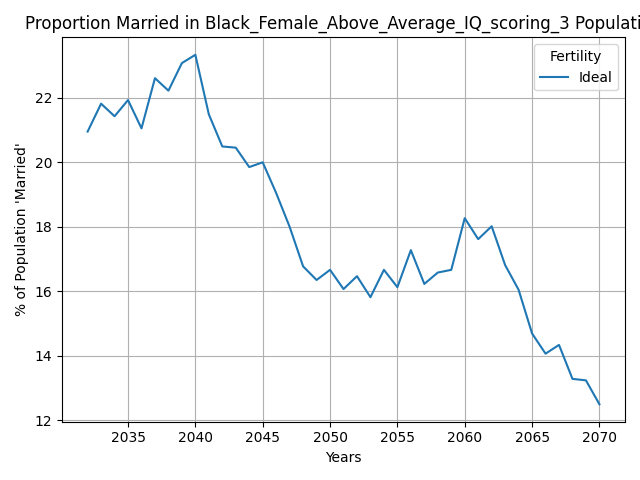 Proportion Married in Black_Female_Above_Average_IQ_scoring_3 Populati
Fertility
Ideal
% of Population 'Married'
22
20
18
16
14
12
2035 2040 2045 2050 2055 2060 2065 2070
Years